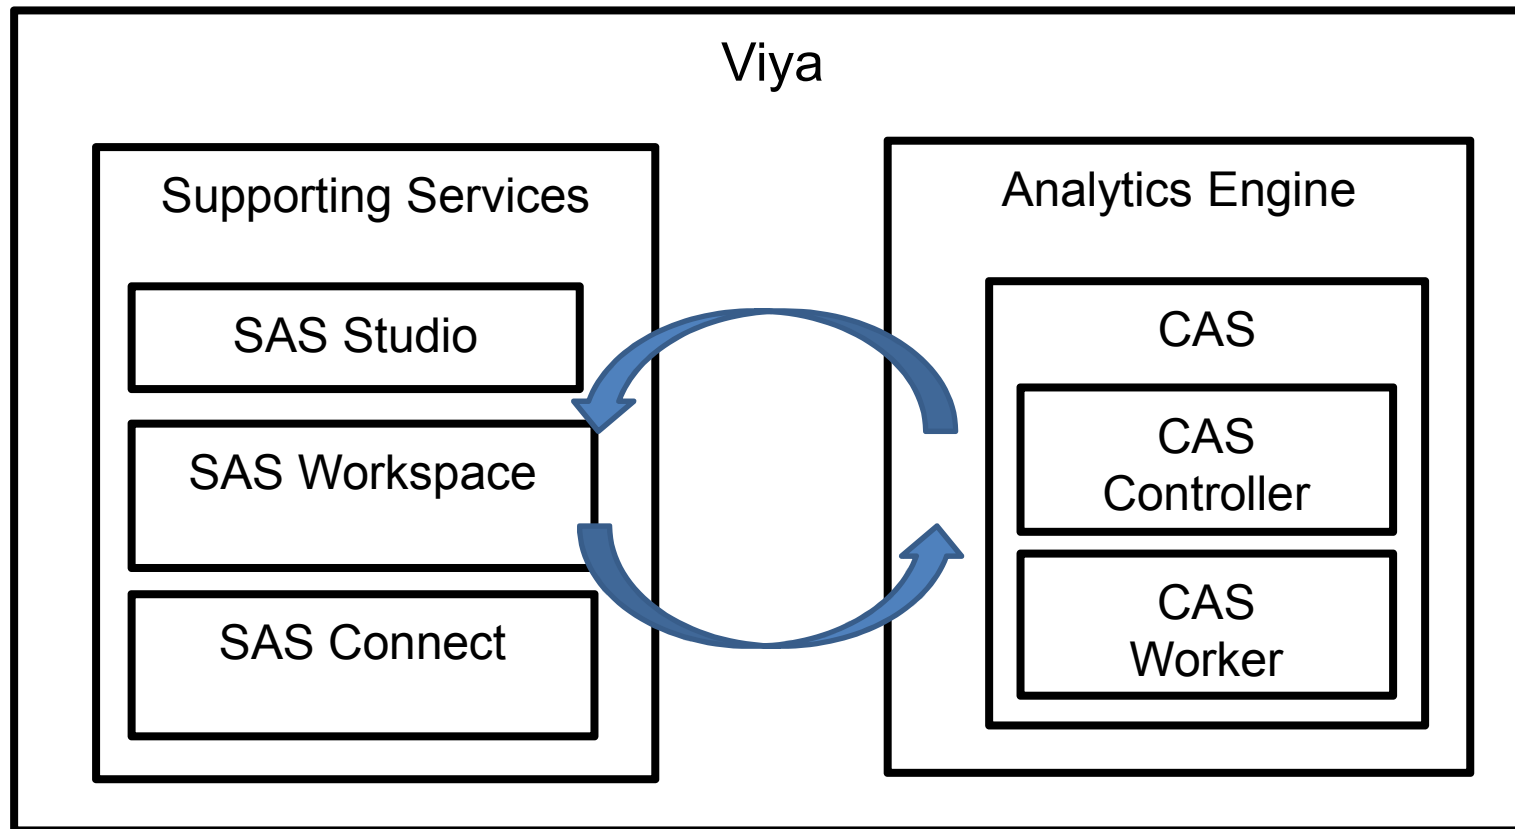 Viya
Supporting Services
SAS Studio
SAS Workspace
SAS Connect
Analytics Engine
CAS
CAS
Controller
CAS
Worker